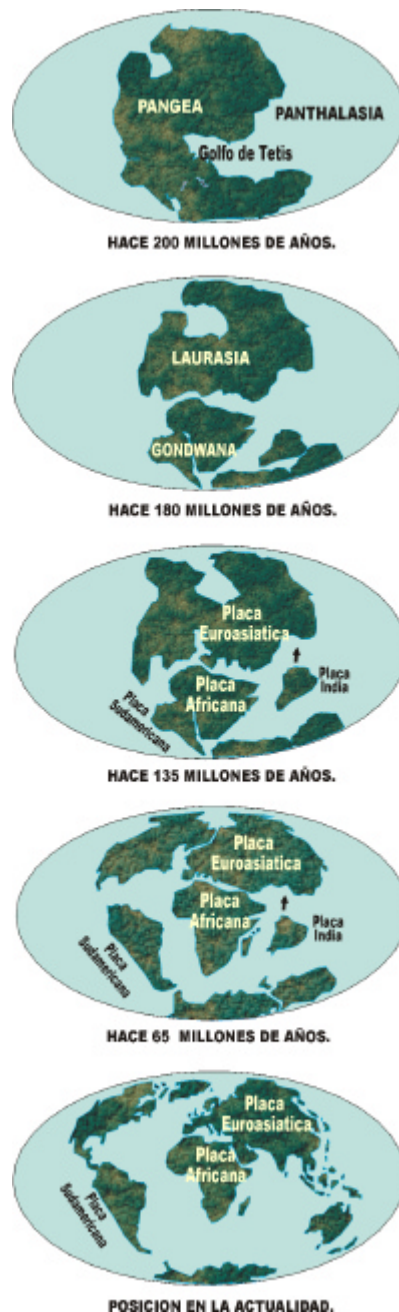 PANGEA
PANTHALASIA
Golfo de Tetis
HACE 200 MILLONES DE AÑOS.
LAURASIA
GONDWANA
HACE 180 MILLONES DE AÑOS.
Placa
Euroasiatica
Placa
India
Placa
Africana
Placa
Sudamericana
HACE 135 MILLONES DE AÑOS.
Placa
Euroasiatica
Placa
Africana
Placa
India
Placa
Sudamericana
HACE 65 MILLONES DE AÑOS.
Placa
Euroasiatica
Placa
Africana
Placa
Sudamericana
POSICION EN LA ACTUALIDAD.